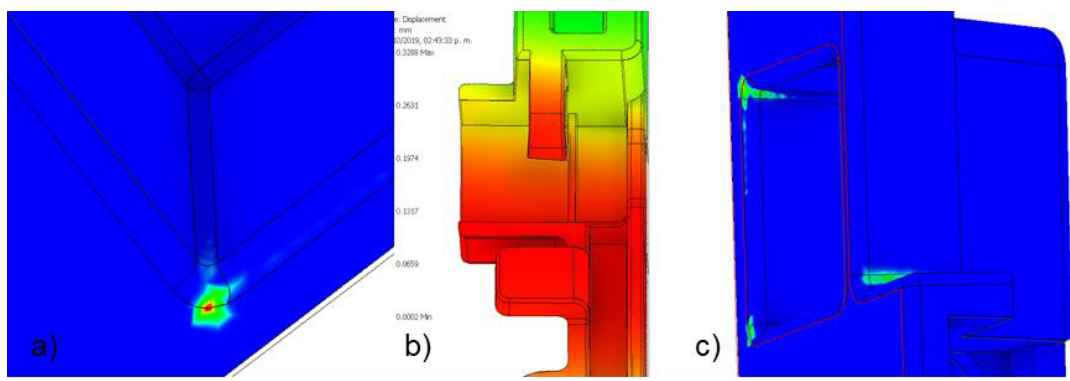 e: Displacement
: mm
10/2019, 02:43:33 p. m.
0.3288 Max
0.2631
0.1974
0.1317
0.0659
0.0002 Min
a)
b)
c)